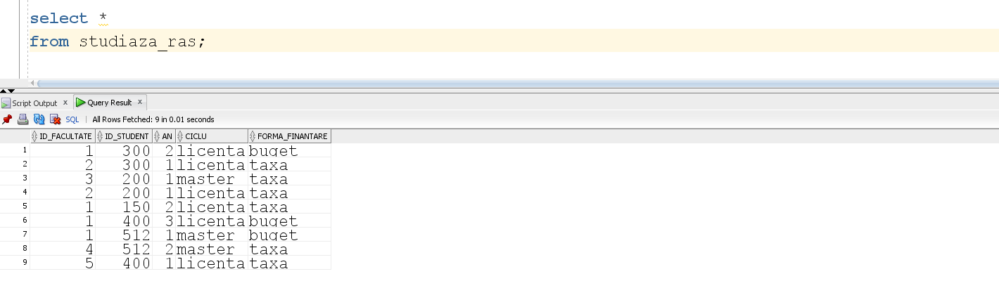 select *
from studiaza_ras;
Script Output x Query Result x
SQL | All Rows Fetched: 9 in 0.01 seconds
ID_FACULTATE ID_STUDENT AN CICLU FORMA_FINANTARE
1 1 300 2 licenta buget
2 2 300 1 licenta taxa
3 3 200 1 master taxa
4 2 200 1 licenta taxa
5 1 150 2 licenta taxa
6 1 400 3 licenta buget
7 1 512 1 master buget
8 4 512 2 master taxa
9 5 400 1 licenta taxa